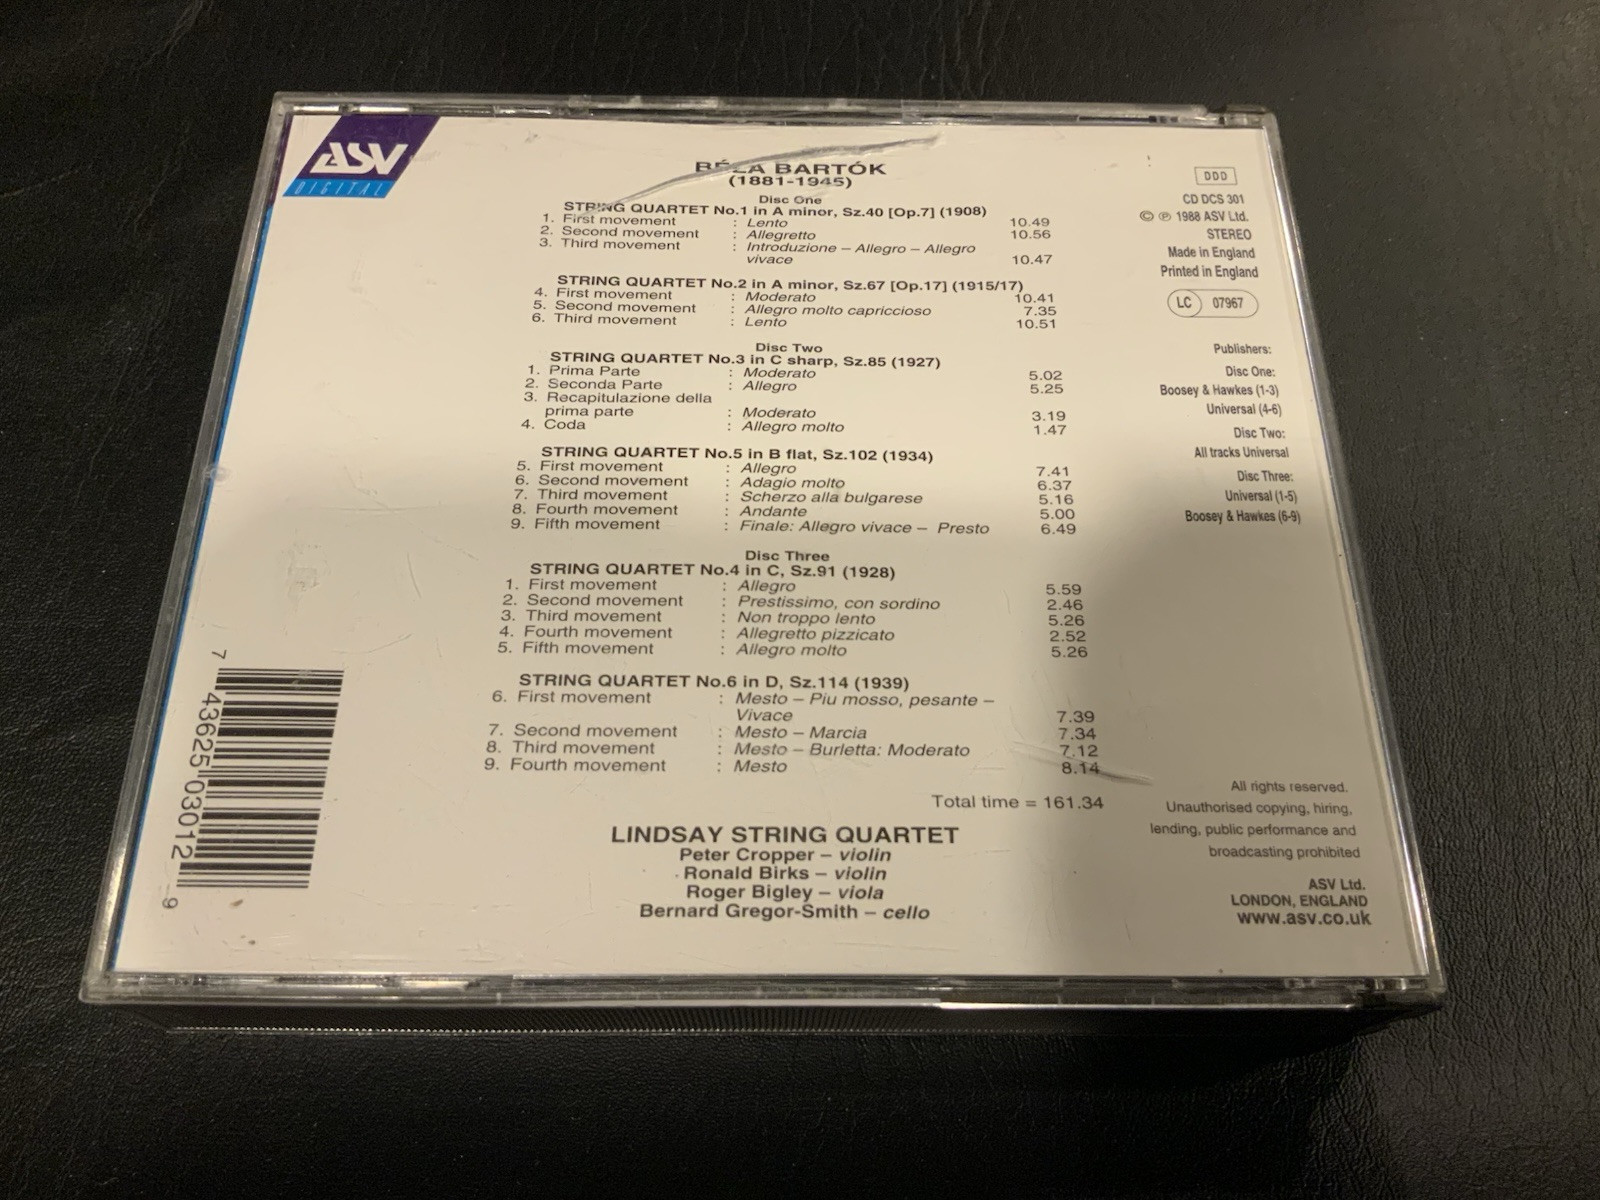 ASV
DIGITAL
BÉLA BARTÓK
(1881-1945)
Disc One
STRING QUARTET No.1 in A minor, Sz.40 [Op.7] (1908)
1. First movement : Lento 10.49
2. Second movement : Allegretto 10.56
3. Third movement : Introduzione – Allegro – Allegro
vivace 10.47
STRING QUARTET No.2 in A minor, Sz.67 [Op.17] (1915/17)
4. First movement : Moderato 10.41
5. Second movement : Allegro molto capriccioso 7.35
6. Third movement : Lento 10.51
Disc Two
STRING QUARTET No.3 in C sharp, Sz.85 (1927)
1. Prima Parte : Moderato 5.02
2. Seconda Parte : Allegro 5.25
3. Recapitulazione della
prima parte : Moderato 3.19
4. Coda : Allegro molto 1.47
STRING QUARTET No.5 in B flat, Sz.102 (1934)
5. First movement : Allegro 7.41
6. Second movement : Adagio molto 6.37
7. Third movement : Scherzo alla bulgarese 5.16
8. Fourth movement : Andante 5.00
9. Fifth movement : Finale: Allegro vivace – Presto 6.49
Disc Three
STRING QUARTET No.4 in C, Sz.91 (1928)
1. First movement : Allegro 5.59
2. Second movement : Prestissimo, con sordino 2.46
3. Third movement : Non troppo lento 5.26
4. Fourth movement : Allegretto pizzicato 2.52
5. Fifth movement : Allegro molto 5.26
STRING QUARTET No.6 in D, Sz.114 (1939)
6. First movement : Mesto – Piu mosso, pesante –
Vivace 7.39
7. Second movement : Mesto – Marcia 7.34
8. Third movement : Mesto – Burletta: Moderato 7.12
9. Fourth movement : Mesto 8.14
Total time = 161.34
LINDSAY STRING QUARTET
Peter Cropper – violin
Ronald Birks – violin
Roger Bigley – viola
Bernard Gregor-Smith – cello
DDD
CD DCS 301
© ℗ 1988 ASV Ltd.
STEREO
Made in England
Printed in England
LC 07967
Publishers:
Disc One:
Boosey & Hawkes (1-3)
Universal (4-6)
Disc Two:
All tracks Universal
Disc Three:
Universal (1-5)
Boosey & Hawkes (6-9)
All rights reserved.
Unauthorised copying, hiring,
lending, public performance and
broadcasting prohibited
ASV Ltd.
LONDON, ENGLAND
www.asv.co.uk
7 43625 03012 9